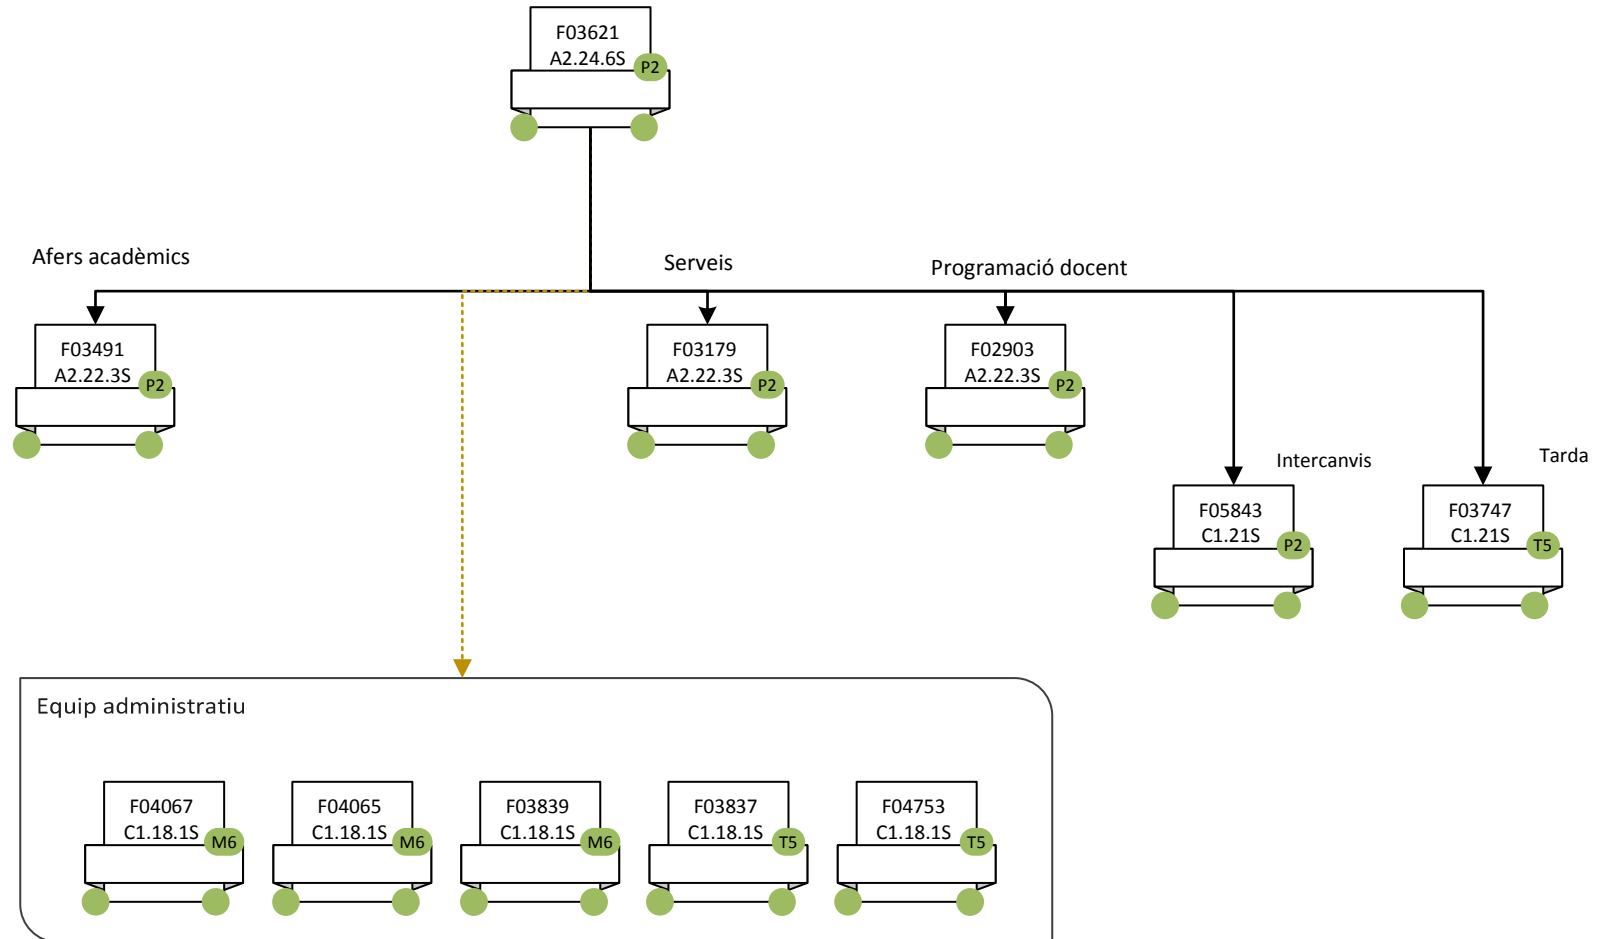 F03621
A2.24.6S
P2
Afers acadèmics
Serveis
Programació docent
F03491
A2.22.3S
P2
F03179
A2.22.3S
P2
F02903
A2.22.3S
P2
Intercanvis
Tarda
F05843
C1.21S
P2
F03747
C1.21S
T5
Equip administratiu
F04067
C1.18.1S
M6
F04065
C1.18.1S
M6
F03839
C1.18.1S
M6
F03837
C1.18.1S
T5
F04753
C1.18.1S
T5